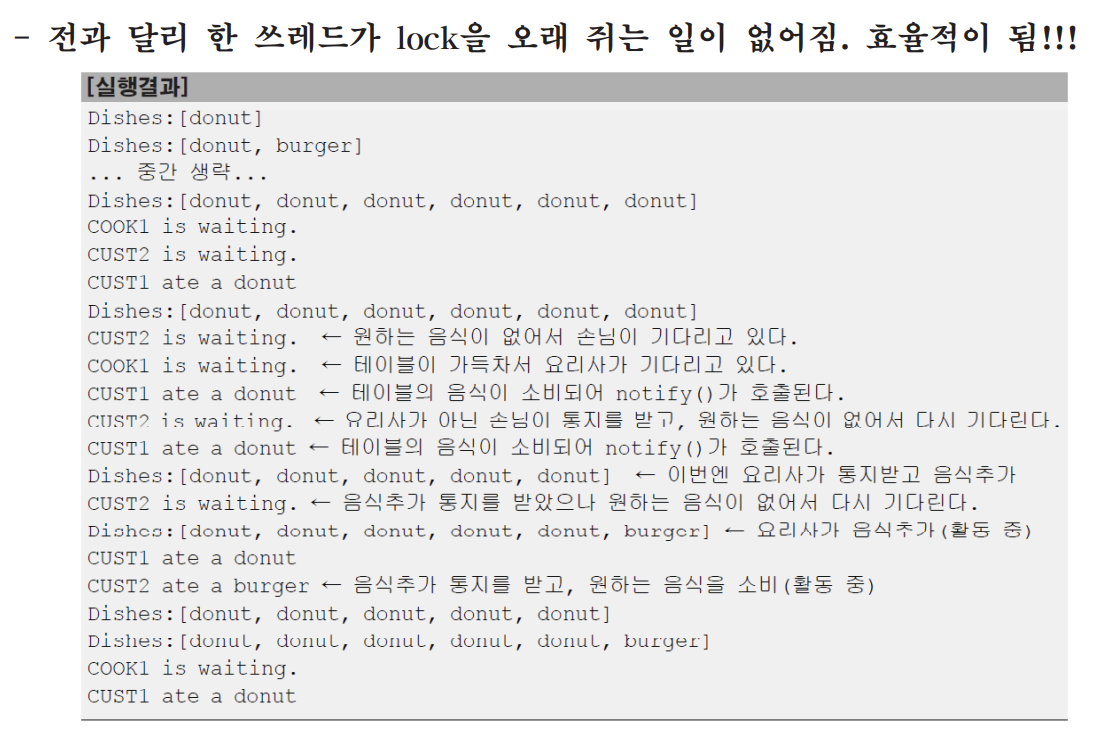 - 전과 달리 한 쓰레드가 lock을 오래 쥐는 일이 없어짐. 효율적이 됨!!!
[실행결과]
Dishes:[donut]
Dishes:[donut, burger]
... 중간 생략...
Dishes:[donut, donut, donut, donut, donut, donut]
COOK1 is waiting.
CUST2 is waiting.
CUST1 ate a donut
Dishes:[donut, donut, donut, donut, donut, donut]
CUST2 is waiting. ← 원하는 음식이 없어서 손님이 기다리고 있다.
COOK1 is waiting. ← 테이블이 가득차서 요리사가 기다리고 있다.
CUST1 ate a donut ← 테이블의 음식이 소비되어 notify()가 호출된다.
CUST2 is waiting. ← 요리사가 아닌 손님이 통지를 받고, 원하는 음식이 없어서 다시 기다린다.
CUST1 ate a donut ← 테이블의 음식이 소비되어 notify()가 호출된다.
Dishes:[donut, donut, donut, donut, donut] ← 이번엔 요리사가 통지받고 음식추가
CUST2 is waiting. ← 음식추가 통지를 받았으나 원하는 음식이 없어서 다시 기다린다.
Dishes:[donut, donut, donut, donut, donut, burger] ← 요리사가 음식추가(활동 중)
CUST1 ate a donut
CUST2 ate a burger ← 음식추가 통지를 받고, 원하는 음식을 소비(활동 중)
Dishes:[donut, donut, donut, donut, donut]
Dishes:[donut, donut, donut, donut, donut, burger]
COOK1 is waiting.
CUST1 ate a donut